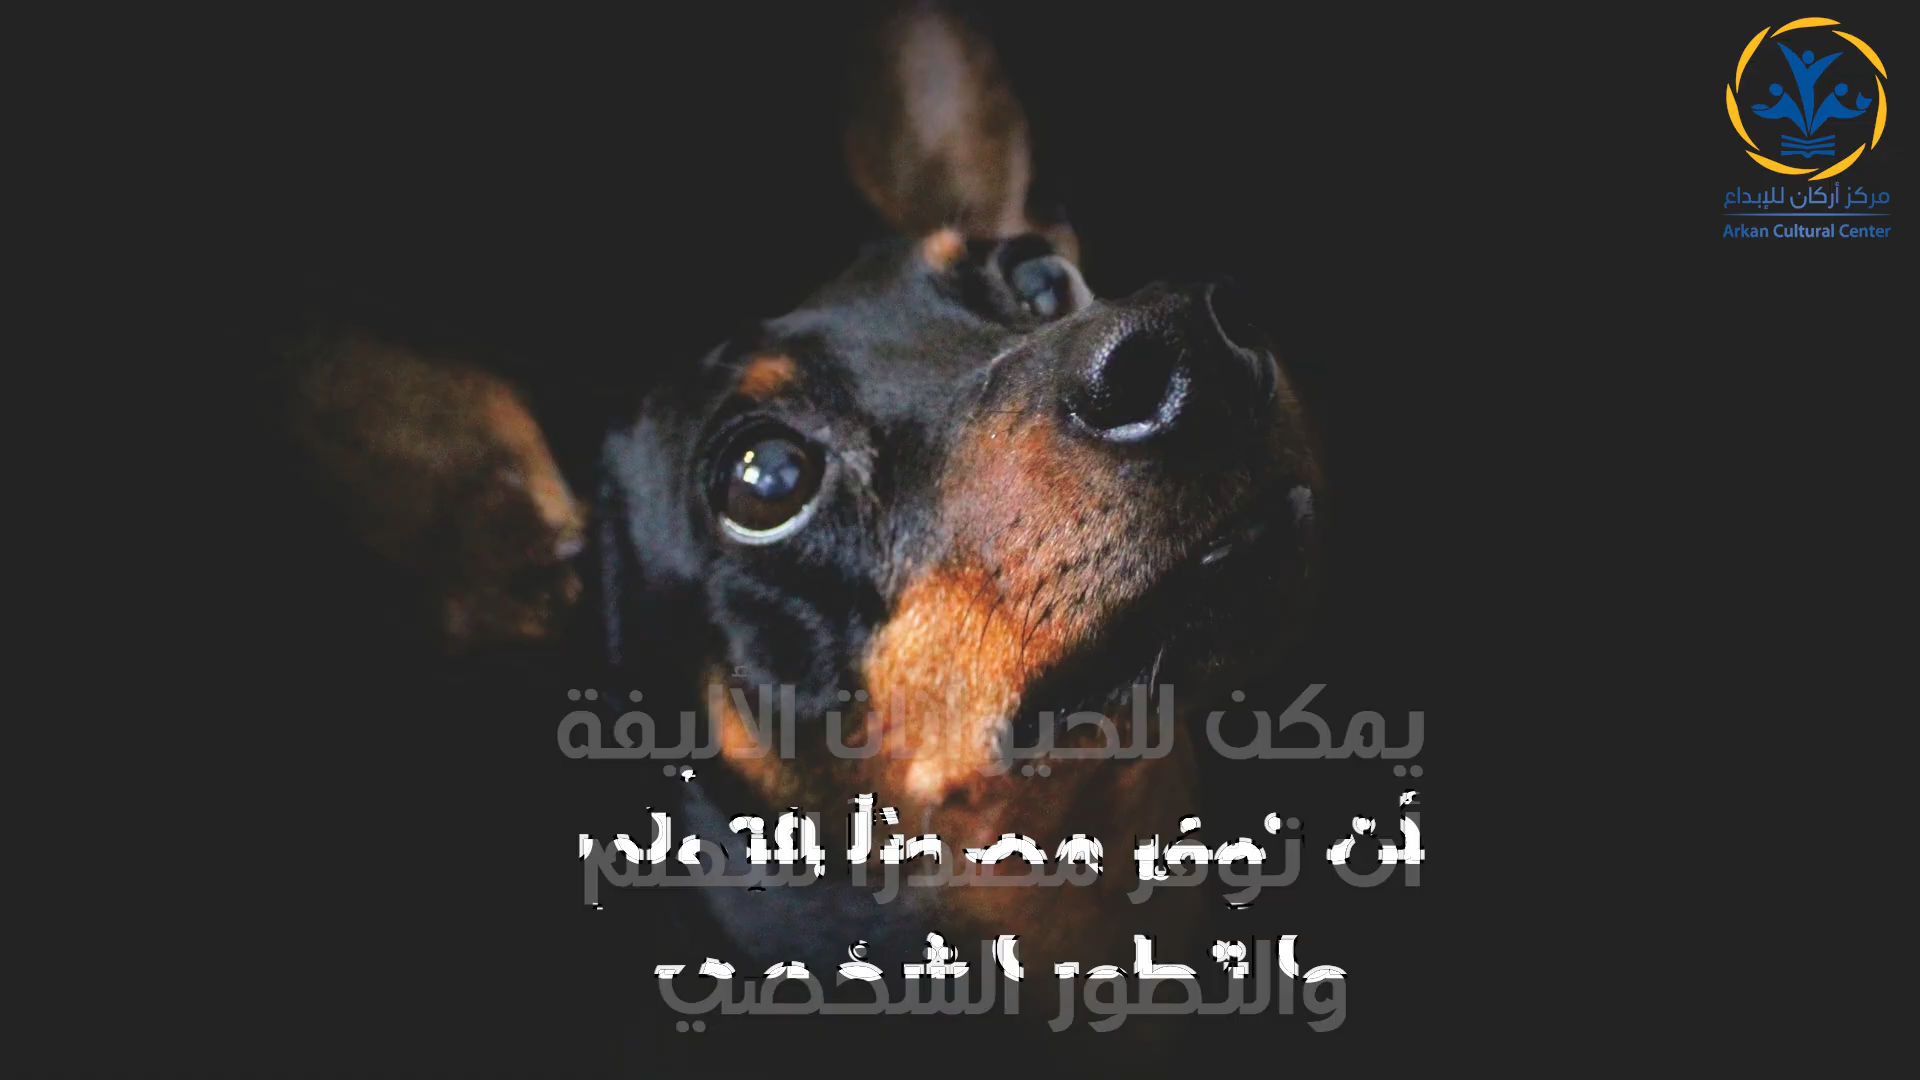 مركز أركان للإبداع
Arkan Cultural Center
يمكن للحيوانات الأليفة
أن توفر مصدرًا للتعلم
والتطور الشخصي